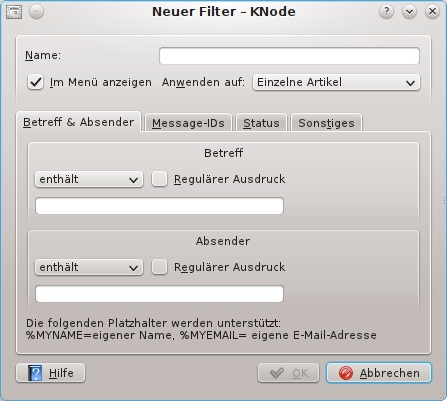 Neuer Filter – KNode
Name:
Im Menü anzeigen Anwenden auf: Einzelne Artikel
Betreff & Absender Message-IDs Status Sonstiges
Betreff
enthält Regulärer Ausdruck
Absender
enthält Regulärer Ausdruck
Die folgenden Platzhalter werden unterstützt:
%MYNAME=eigener Name, %MYEMAIL= eigene E-Mail-Adresse
Hilfe OK Abbrechen